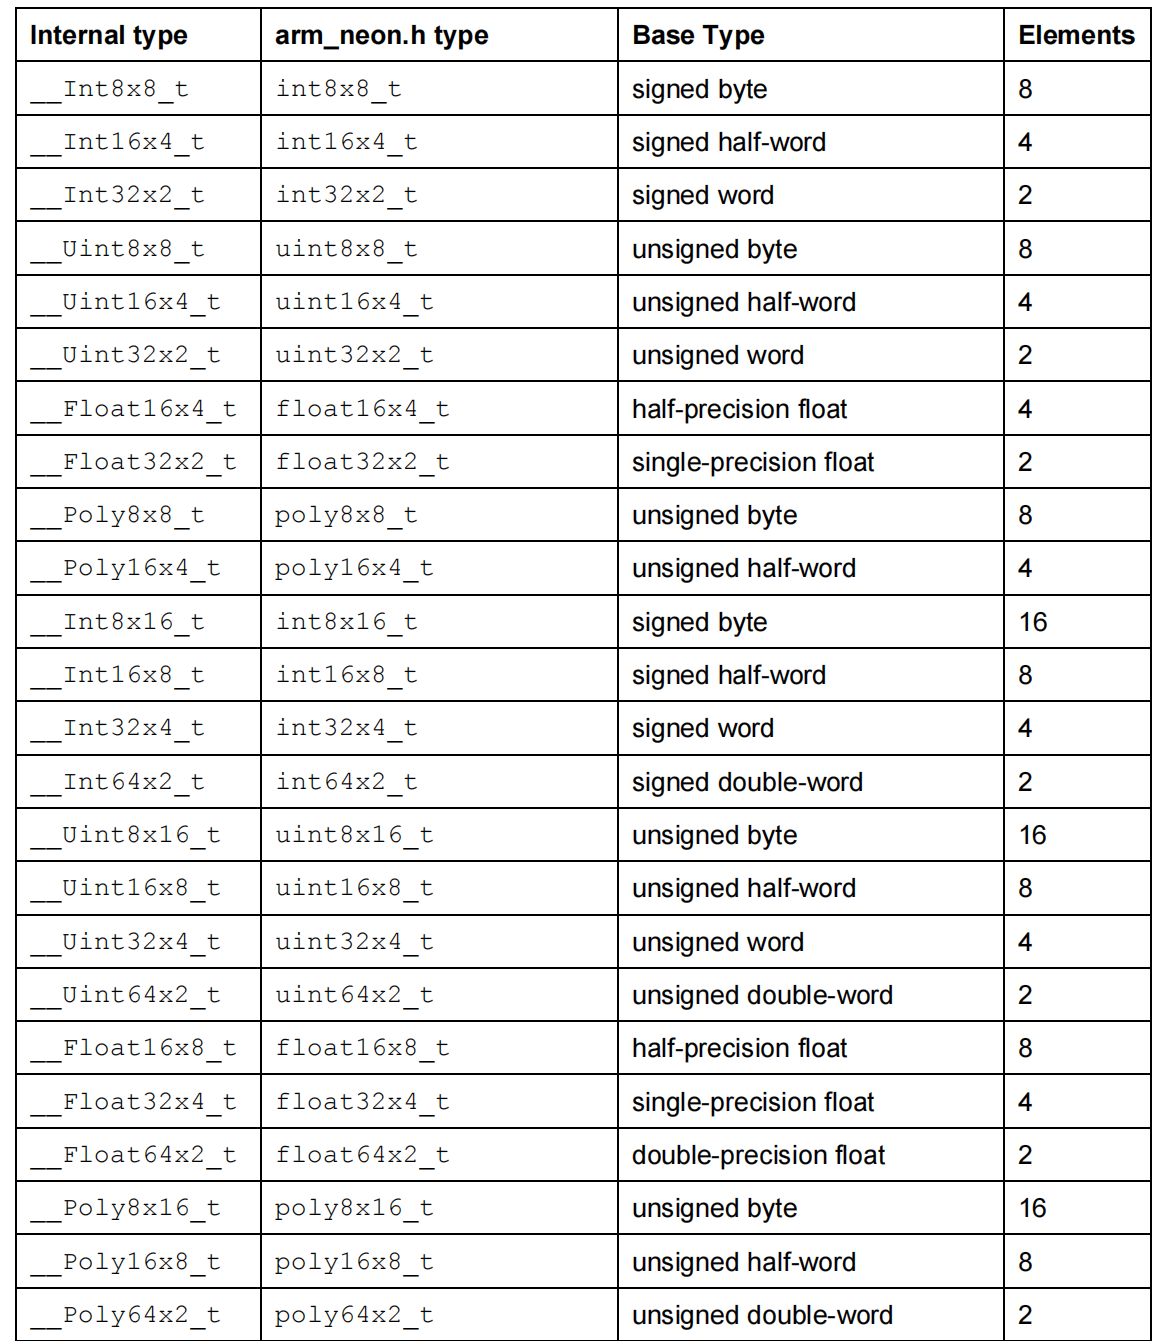 Internal type arm_neon.h type Base Type Elements
__Int8x8_t int8x8_t signed byte 8
__Int16x4_t int16x4_t signed half-word 4
__Int32x2_t int32x2_t signed word 2
__Uint8x8_t uint8x8_t unsigned byte 8
__Uint16x4_t uint16x4_t unsigned half-word 4
__Uint32x2_t uint32x2_t unsigned word 2
__Float16x4_t float16x4_t half-precision float 4
__Float32x2_t float32x2_t single-precision float 2
__Poly8x8_t poly8x8_t unsigned byte 8
__Poly16x4_t poly16x4_t unsigned half-word 4
__Int8x16_t int8x16_t signed byte 16
__Int16x8_t int16x8_t signed half-word 8
__Int32x4_t int32x4_t signed word 4
__Int64x2_t int64x2_t signed double-word 2
__Uint8x16_t uint8x16_t unsigned byte 16
__Uint16x8_t uint16x8_t unsigned half-word 8
__Uint32x4_t uint32x4_t unsigned word 4
__Uint64x2_t uint64x2_t unsigned double-word 2
__Float16x8_t float16x8_t half-precision float 8
__Float32x4_t float32x4_t single-precision float 4
__Float64x2_t float64x2_t double-precision float 2
__Poly8x16_t poly8x16_t unsigned byte 16
__Poly16x8_t poly16x8_t unsigned half-word 8
__Poly64x2_t poly64x2_t unsigned double-word 2